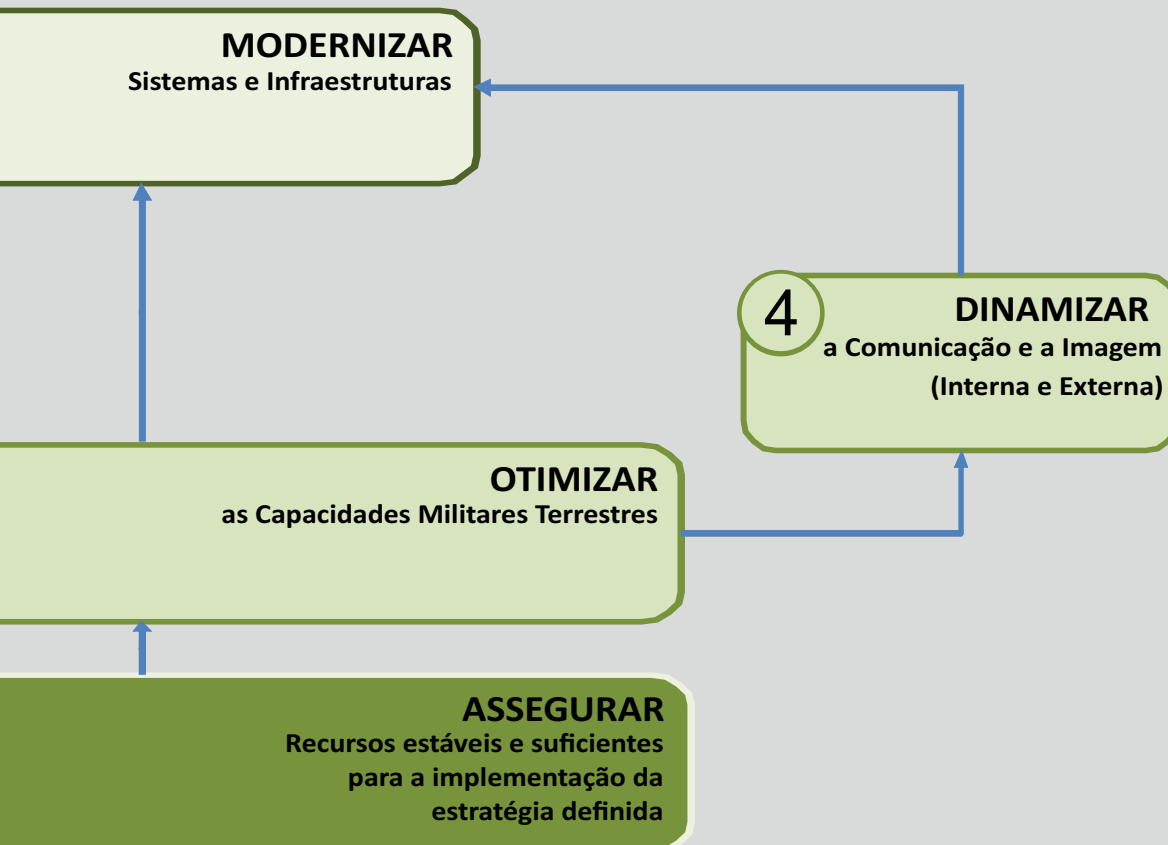 MODERNIZAR
Sistemas e Infraestruturas
4
DINAMIZAR
a Comunicação e a Imagem
(Interna e Externa)
OTIMIZAR
as Capacidades Militares Terrestres
ASSEGURAR
Recursos estáveis e suficientes
para a implementação da
estratégia definida